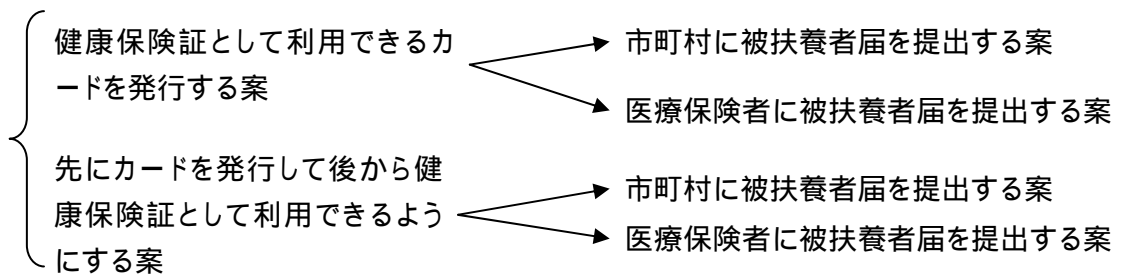 健康保険証として利用できるカ
ードを発行する案
市町村に被扶養者届を提出する案
医療保険者に被扶養者届を提出する案
先にカードを発行して後から健
康保険証として利用できるよう
にする案
市町村に被扶養者届を提出する案
医療保険者に被扶養者届を提出する案